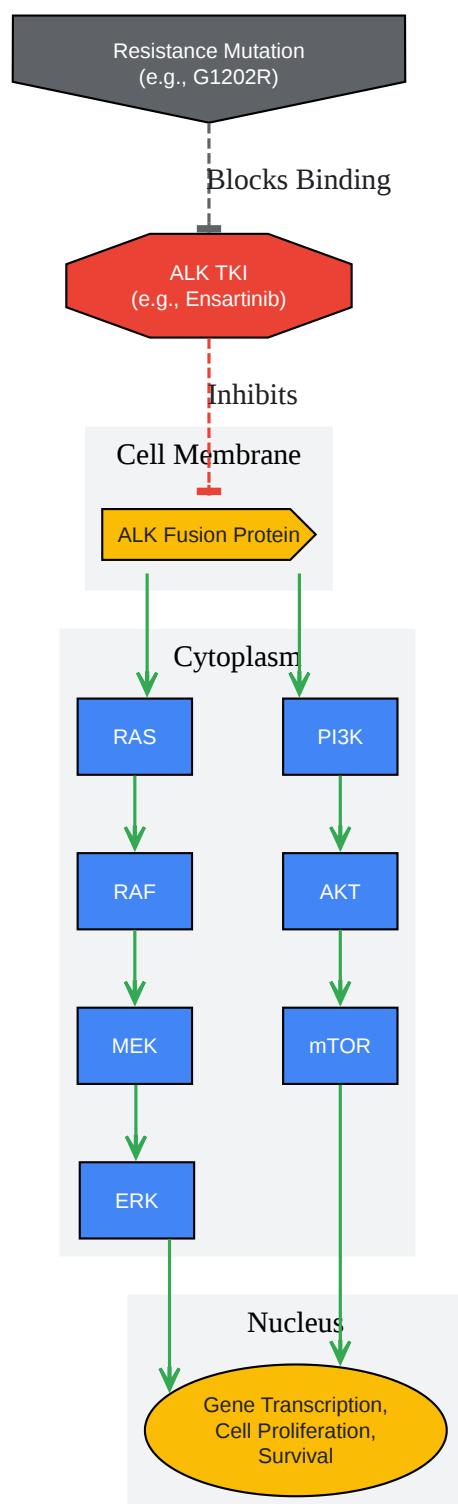 Resistance Mutation
(e.g., G1202R)
Blocks Binding
ALK TKI
(e.g., Ensartinib)
Inhibits
Cell Membrane
ALK Fusion Protein
Cytoplasm
RAS
PI3K
RAF
AKT
MEK
mTOR
ERK
Nucleus
Gene Transcription,
Cell Proliferation,
Survival